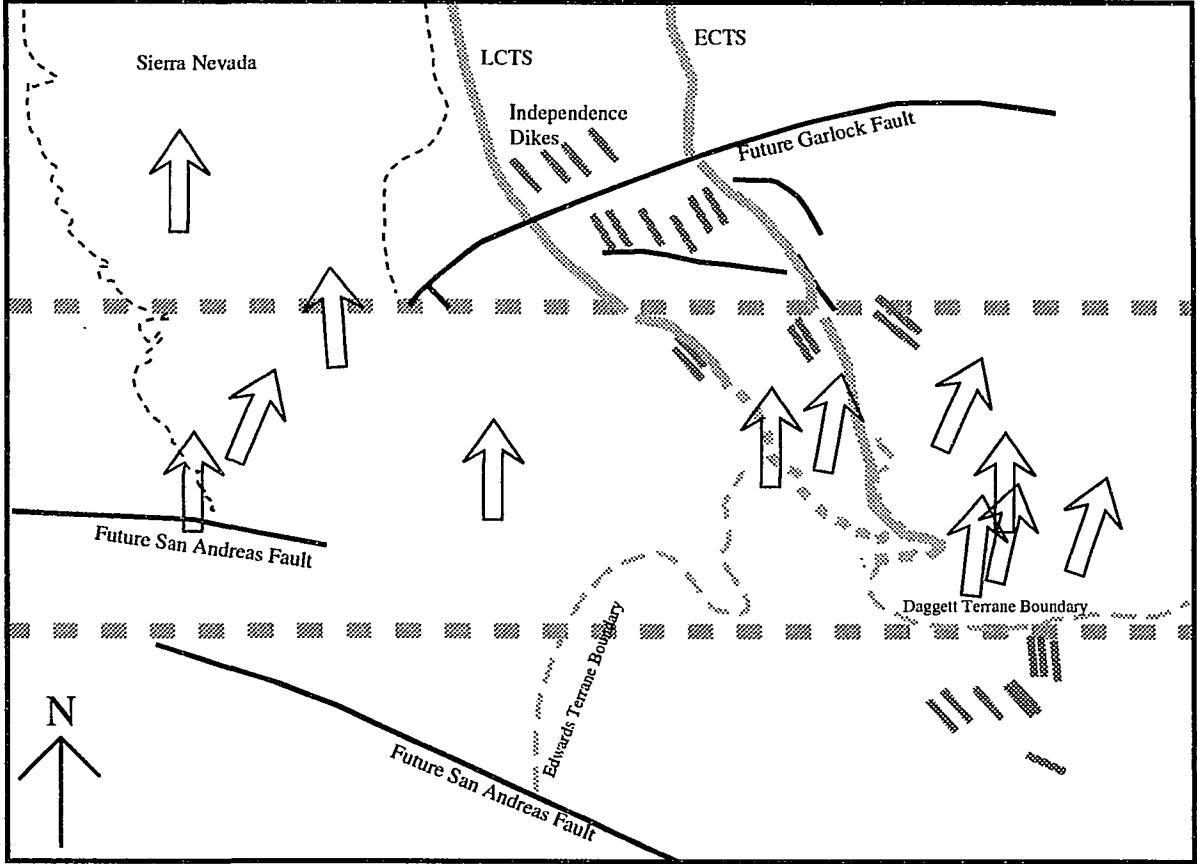 Sierra Nevada
LCTS
ECTS
Independence
Dikes
Future Garlock Fault
Future San Andreas Fault
Daggett Terrane Boundary
Edwards Terrane Boundary
N
Future San Andreas Fault